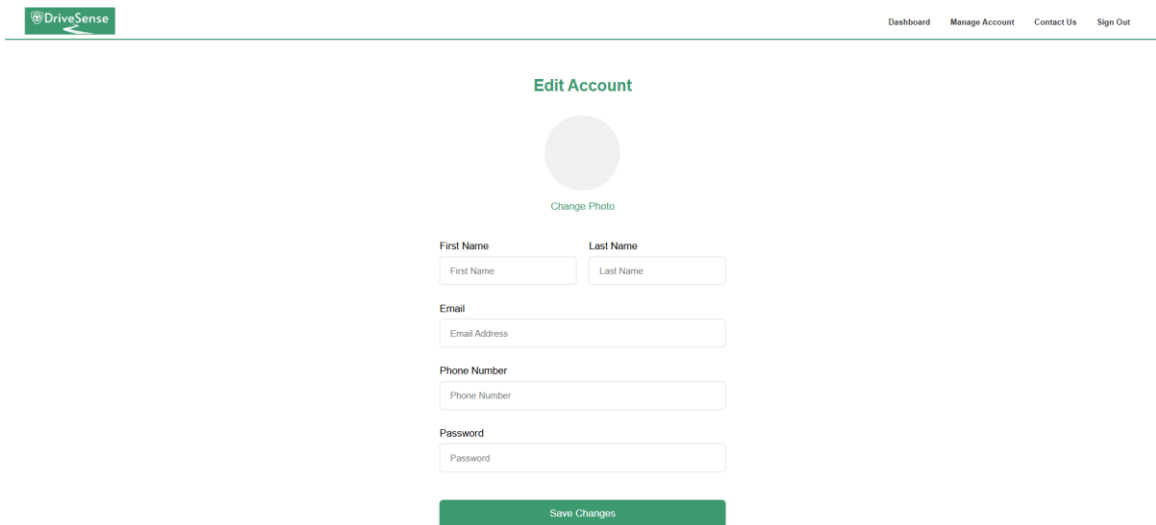 DriveSense
Dashboard Manage Account Contact Us Sign Out
Edit Account
Change Photo
First Name Last Name
First Name Last Name
Email
Email Address
Phone Number
Phone Number
Password
Password
Save Changes